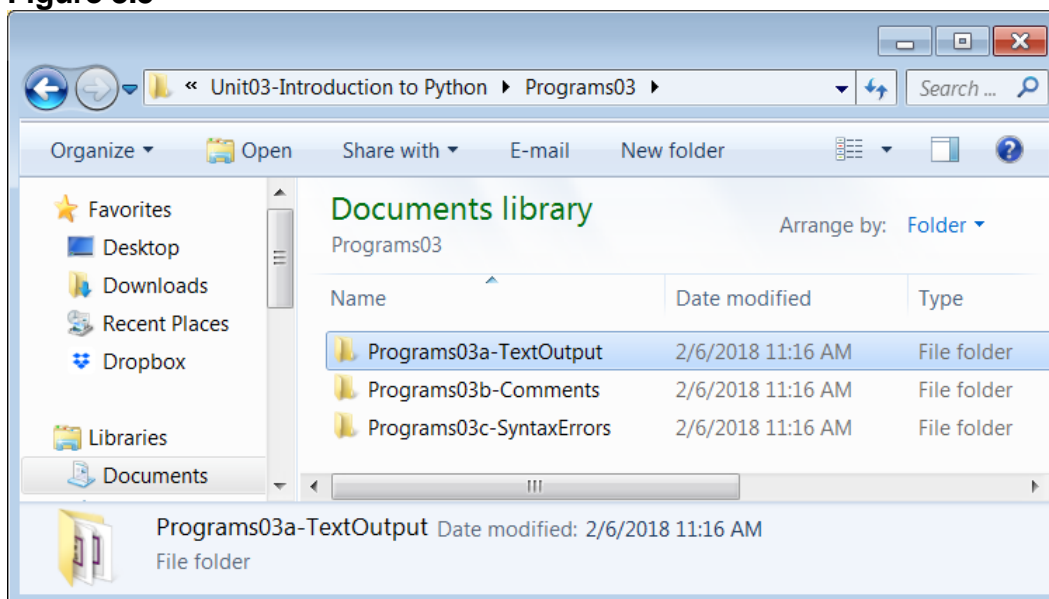 « Unit03-Introduction to Python Programs03 Search ...
Organize Open Share with E-mail New folder
Favorites
Desktop
Downloads
Recent Places
Dropbox
Libraries
Documents
Documents library
Programs03
Arrange by: Folder
Name Date modified Type
Programs03a-TextOutput 2/6/2018 11:16 AM File folder
Programs03b-Comments 2/6/2018 11:16 AM File folder
Programs03c-SyntaxErrors 2/6/2018 11:16 AM File folder
Programs03a-TextOutput Date modified: 2/6/2018 11:16 AM
File folder